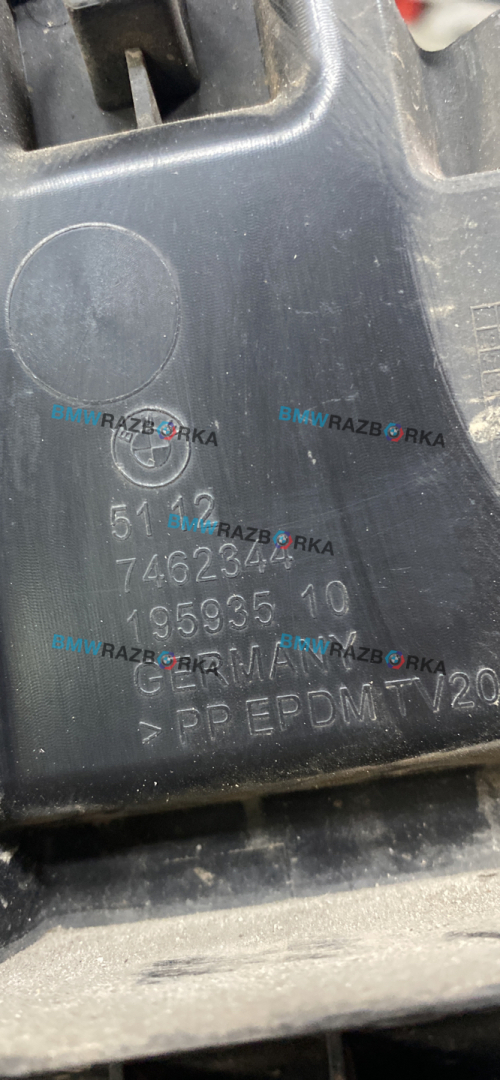 BMWRAZBORKA
BMWRAZBORKA
51 12
BMWRAZBORKA
7462344
195935 10
BMWRAZBORKA
BMWRAZBORKA
GERMANY
> PP EPDM TV20